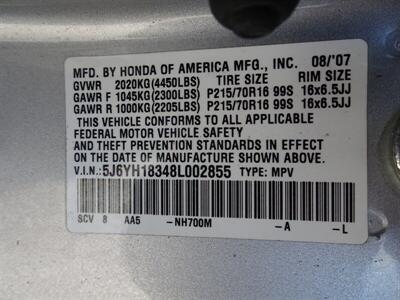 MFD. BY HONDA OF AMERICA MFG., INC. 08/'07
GVWR 2020KG(4450LBS) TIRE SIZE RIM SIZE
GAWR F 1045KG(2300LBS) P215/70R16 99S 16x6.5JJ
GAWR R 1000KG(2205LBS) P215/70R16 99S 16x6.5JJ
THIS VEHICLE CONFORMS TO ALL APPLICABLE
FEDERAL MOTOR VEHICLE SAFETY
AND THEFT PREVENTION STANDARDS IN EFFECT
ON THE DATE OF MANUFACTURE SHOWN ABOVE.
V.I.N.: 5J6YH18348L002855 TYPE: MPV
SCV 8 AA5 -NH700M -A -L